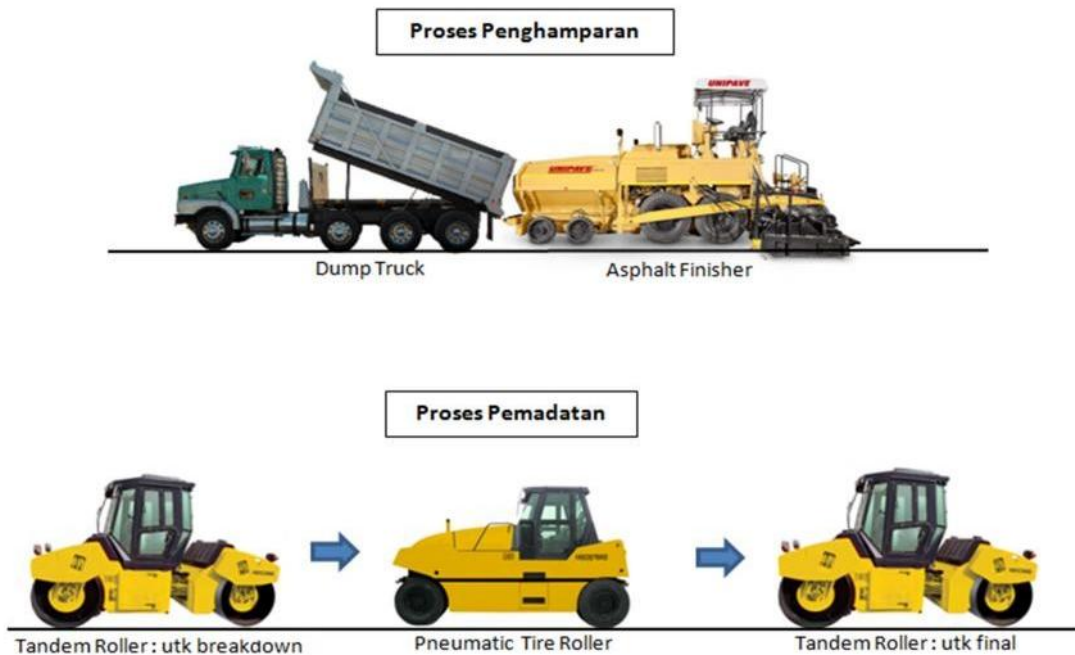 Proses Penghamparan
UNIPAVE
UNIPAVE
Dump Truck
Asphalt Finisher
Proses Pemadatan
Tandem Roller : utk breakdown
Pneumatic Tire Roller
Tandem Roller : utk final